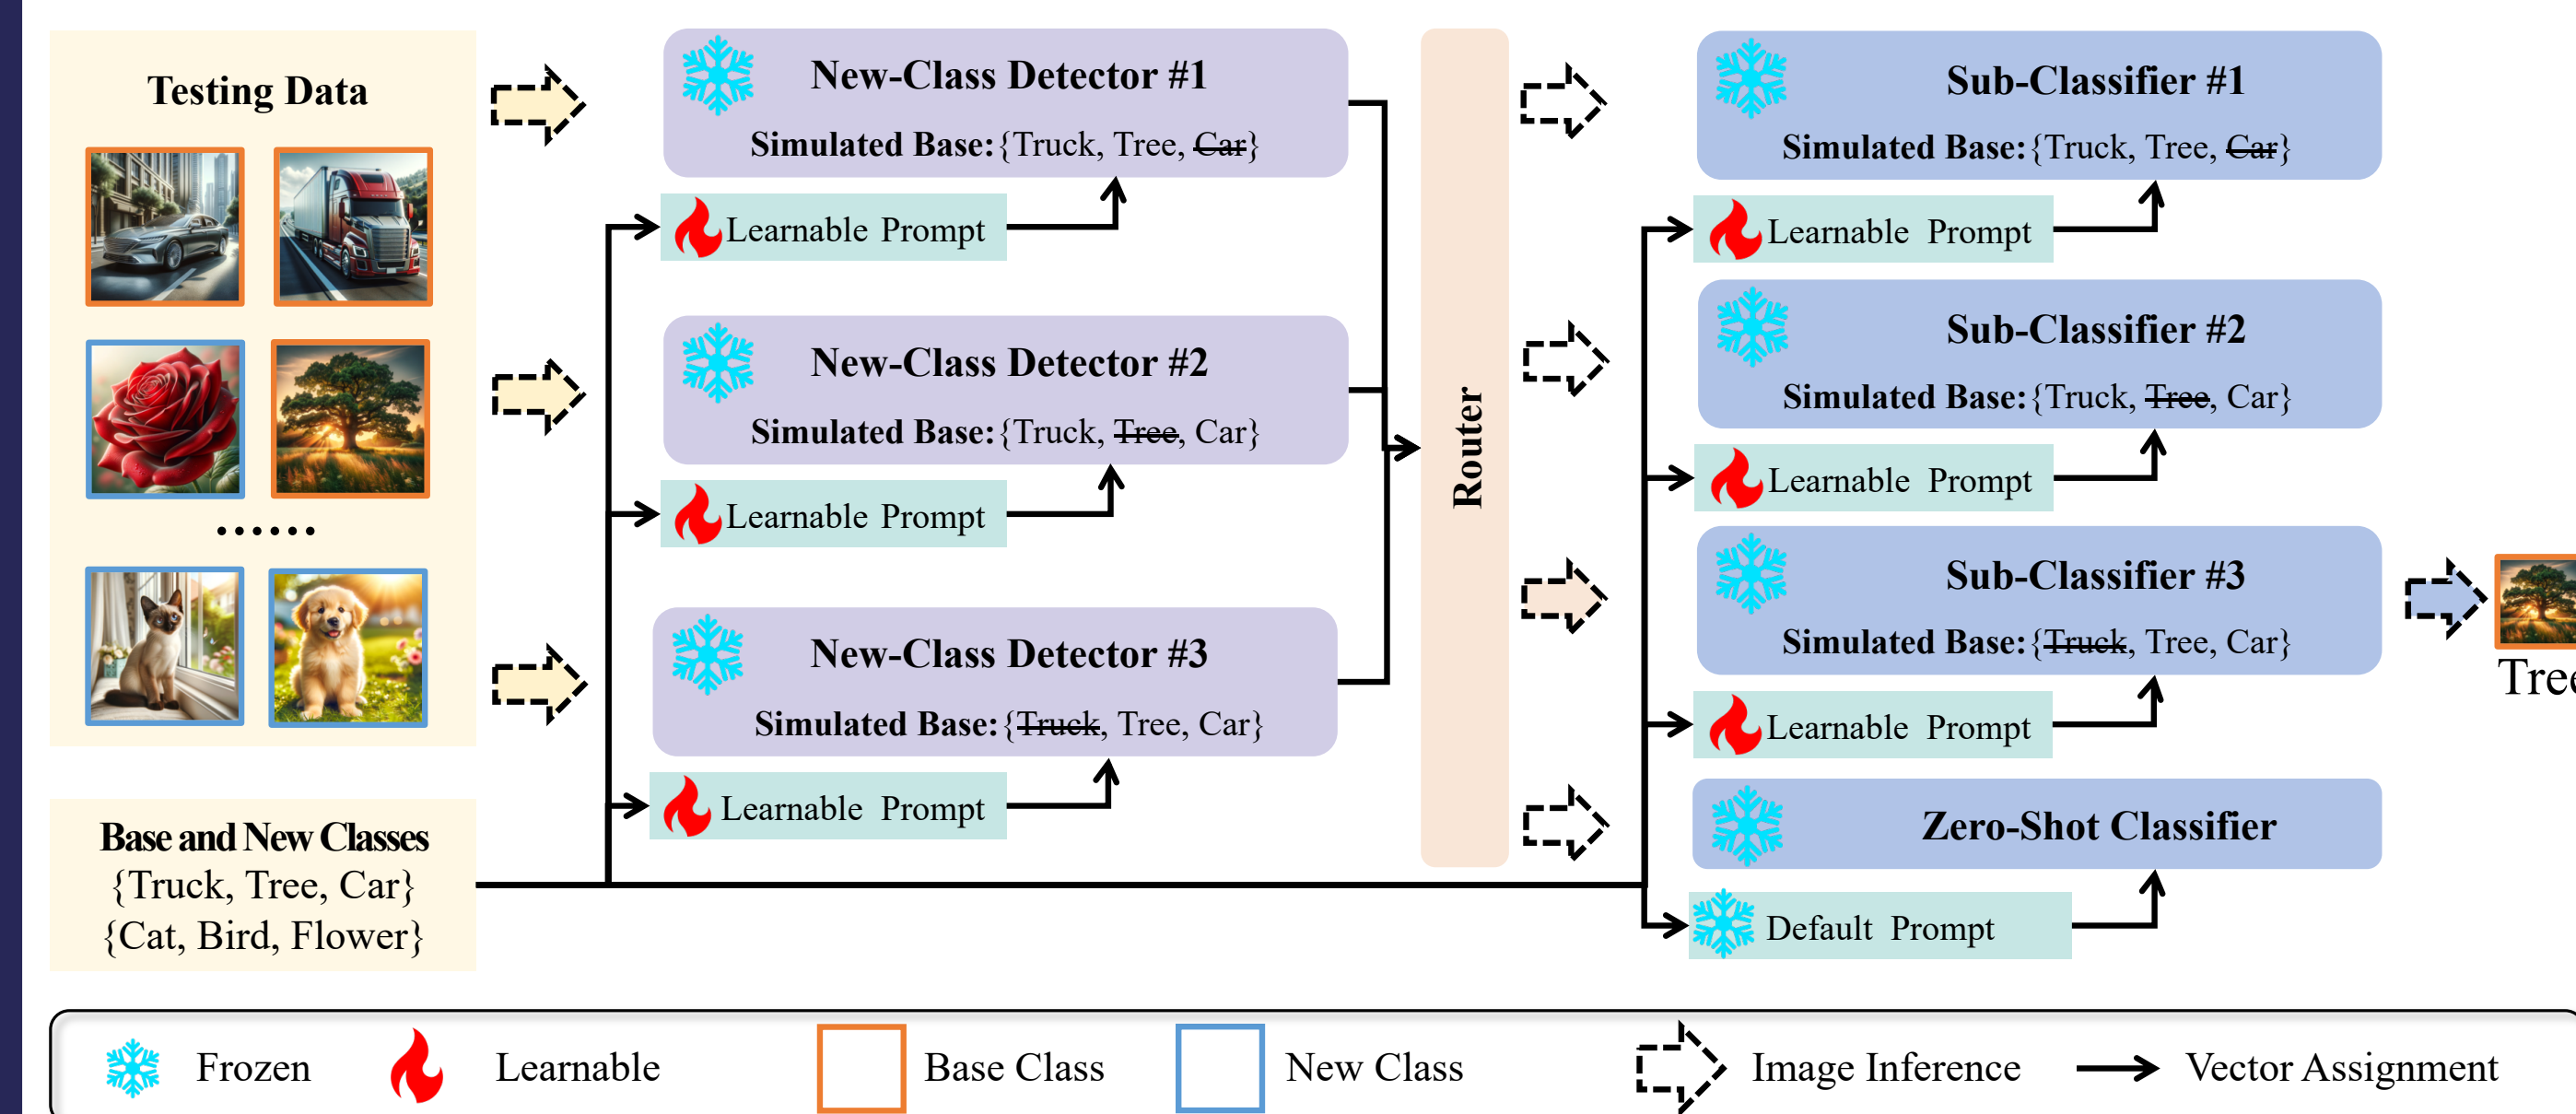 Testing Data
......
Base and New Classes
{Truck, Tree, Car}
{Cat, Bird, Flower}
New-Class Detector #1
Simulated Base:{Truck, Tree, Car}
Learnable Prompt
New-Class Detector #2
Simulated Base:{Truck, Tree, Car}
Learnable Prompt
New-Class Detector #3
Simulated Base:{Truck, Tree, Car}
Learnable Prompt
Router
Sub-Classifier #1
Simulated Base:{Truck, Tree, Car}
Learnable Prompt
Sub-Classifier #2
Simulated Base:{Truck, Tree, Car}
Learnable Prompt
Sub-Classifier #3
Simulated Base:{Truck, Tree, Car}
Learnable Prompt
Zero-Shot Classifier
Default Prompt
Tree
Frozen
Learnable
Base Class
New Class
Image Inference
Vector Assignment